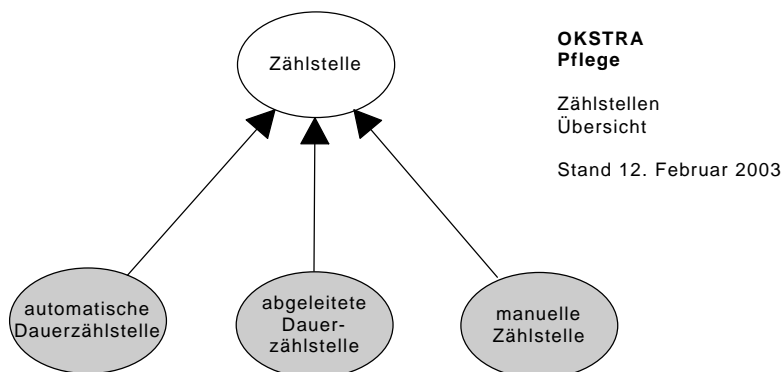 Zählstelle
OKSTRA
Pflege
Zählstellen
Übersicht
Stand 12. Februar 2003
automatische
Dauerzählstelle
abgeleitete
Dauer-
zählstelle
manuelle
Zählstelle